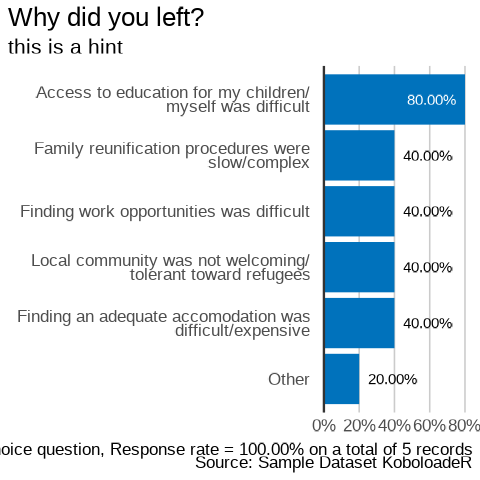 Why did you left?
this is a hint
Access to education for my children/
myself was difficult
80.00%
Family reunification procedures were
slow/complex
40.00%
Finding work opportunities was difficult
40.00%
Local community was not welcoming/
tolerant toward refugees
40.00%
Finding an adequate accomodation was
difficult/expensive
40.00%
Other
20.00%
0% 20% 40% 60% 80%
question, Response rate = 100.00% on a total of 5 records
Source: Sample Dataset KoboloadeR